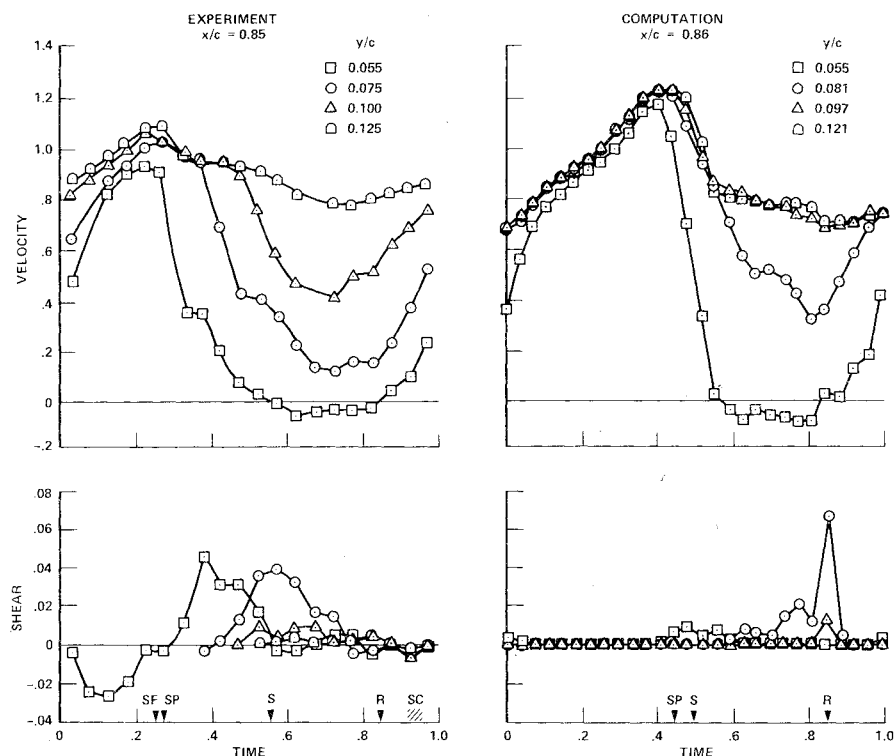 EXPERIMENT
x/c = 0.85
COMPUTATION
x/c = 0.86
y/c
0.055
0.075
0.100
0.125
y/c
0.055
0.081
0.097
0.121
1.4
1.2
1.0
.8
.6
.4
.2
0
-.2
VELOCITY
.08
.06
.04
.02
0
-.02
-.04
SHEAR
SF SP S R SC
SP S R
.0 .2 .4 .6 .8 1.0
.0 .2 .4 .6 .8 1.0
TIME
TIME